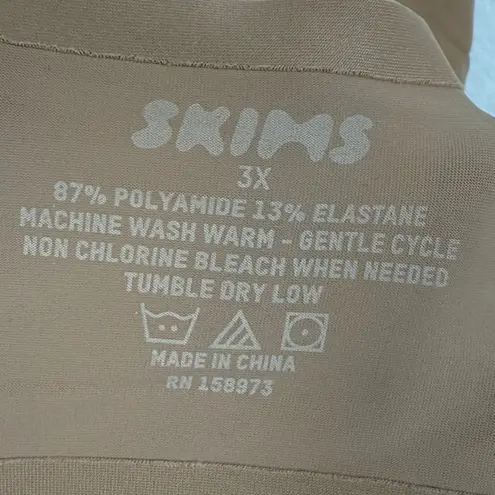 SKIMS
3X
87% POLYAMIDE 13% ELASTANE
MACHINE WASH WARM - GENTLE CYCLE
NON CHLORINE BLEACH WHEN NEEDED
TUMBLE DRY LOW
MADE IN CHINA
RN 158973